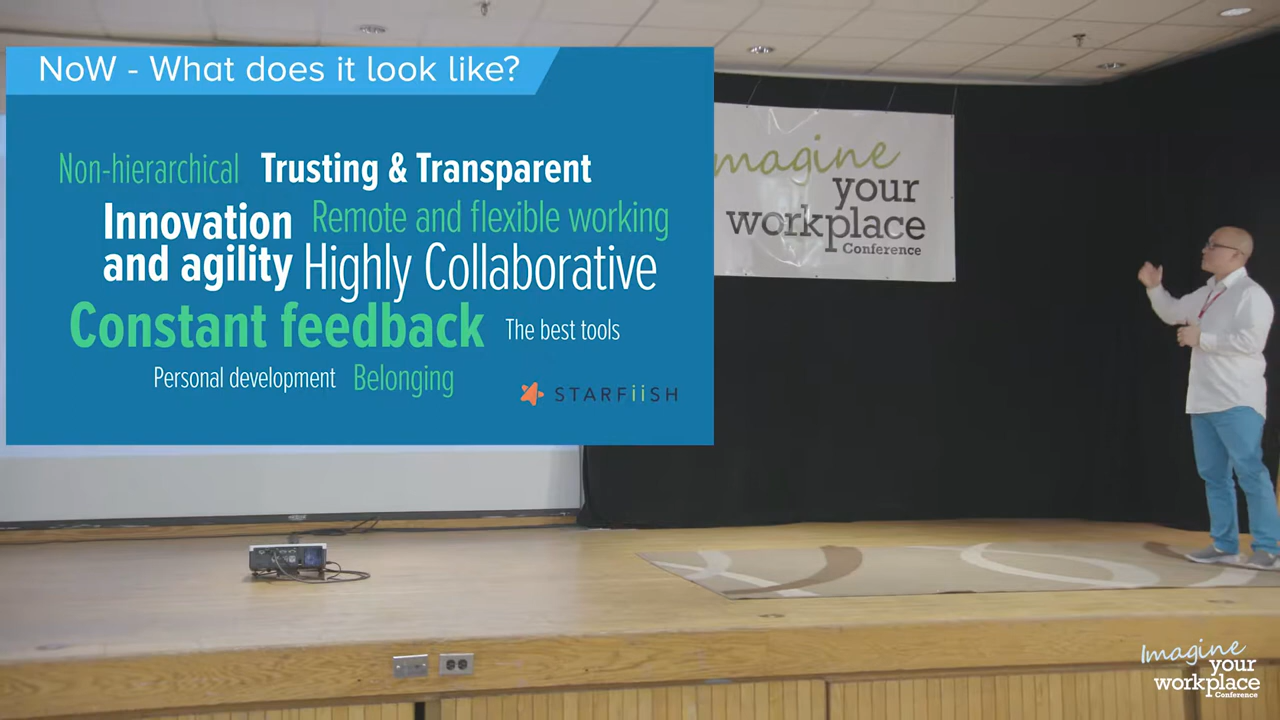 NoW - What does it look like?
Non-hierarchical Trusting & Transparent
Innovation and agility
Remote and flexible working
Highly Collaborative
Constant feedback The best tools
Personal development Belonging
STARFiiSH
magine
your
workplace
Conference
Imagine
your
workplace
Conference